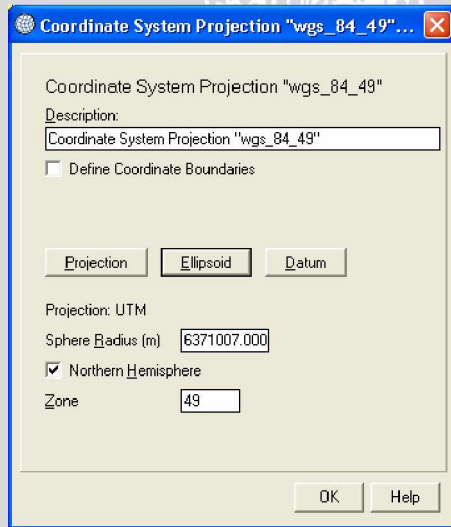 Coordinate System Projection "wgs_84_49"...
Coordinate System Projection "wgs_84_49"
Description:
Coordinate System Projection "wgs_84_49"
Define Coordinate Boundaries
Projection
Ellipsoid
Datum
Projection: UTM
Sphere Radius (m) 6371007.000
Northern Hemisphere
Zone 49
OK
Help